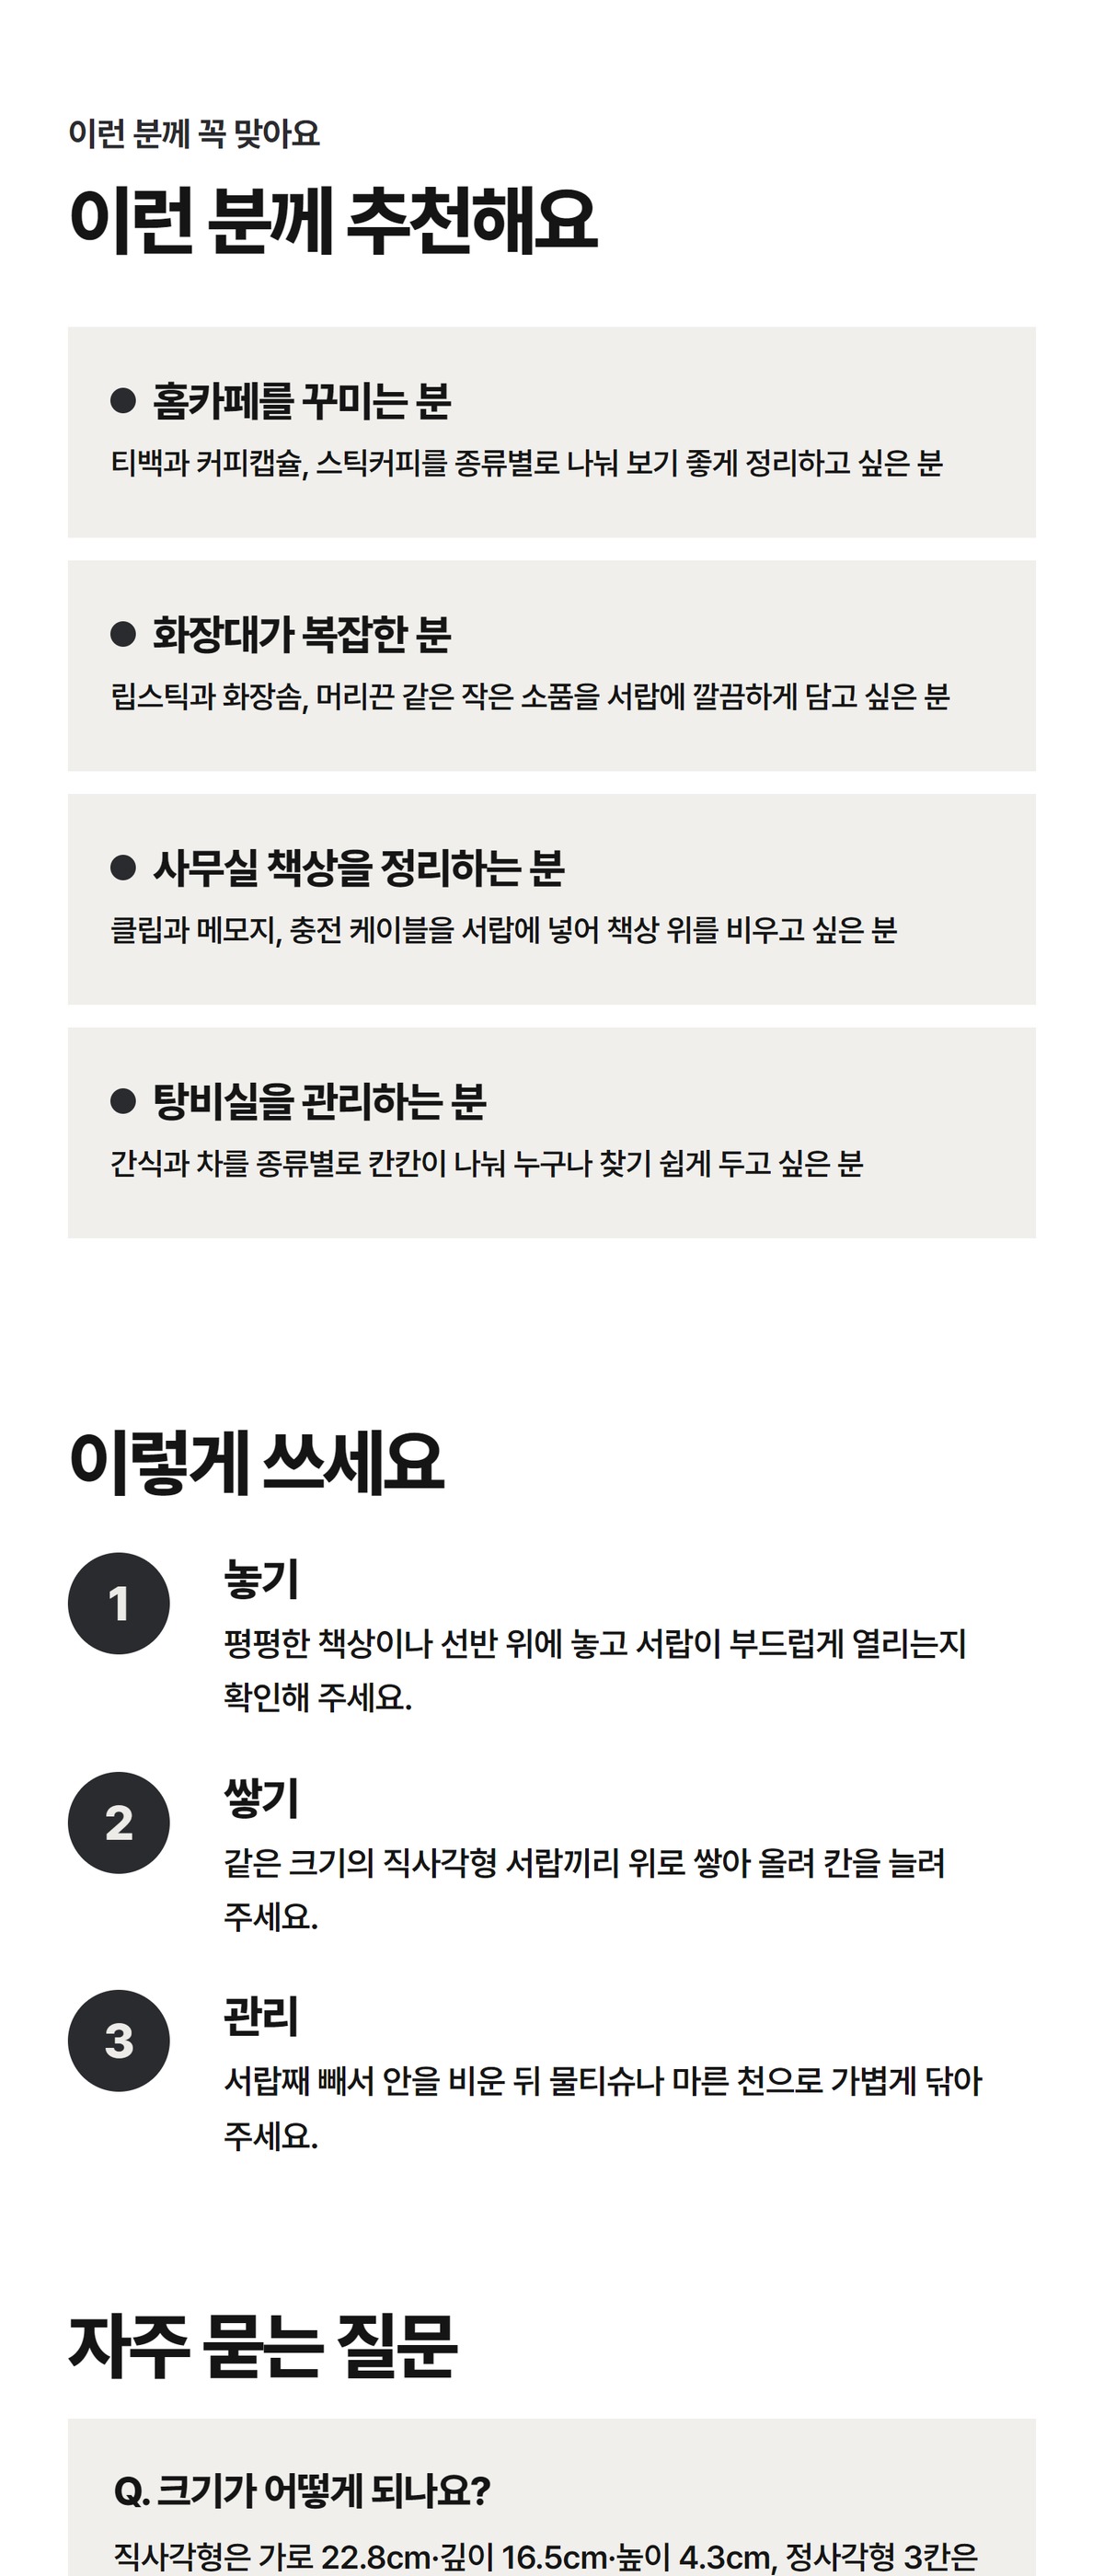 이런 분께 꼭 맞아요
이런 분께 추천해요
홈카페를 꾸미는 분
티백과 커피캡슐, 스틱커피를 종류별로 나눠 보기 좋게 정리하고 싶은 분
화장대가 복잡한 분
립스틱과 화장솜, 머리끈 같은 작은 소품을 서랍에 깔끔하게 담고 싶은 분
사무실 책상을 정리하는 분
클립과 메모지, 충전 케이블을 서랍에 넣어 책상 위를 비우고 싶은 분
탕비실을 관리하는 분
간식과 차를 종류별로 칸칸이 나눠 누구나 찾기 쉽게 두고 싶은 분
이렇게 쓰세요
1
놓기
평평한 책상이나 선반 위에 놓고 서랍이 부드럽게 열리는지
확인해 주세요.
2
쌓기
같은 크기의 직사각형 서랍끼리 위로 쌓아 올려 칸을 늘려
주세요.
3
관리
서랍째 빼서 안을 비운 뒤 물티슈나 마른 천으로 가볍게 닦아
주세요.
자주 묻는 질문
Q. 크기가 어떻게 되나요?
직사각형은 가로 22.8cm·깊이 16.5cm·높이 4.3cm, 정사각형 3칸은